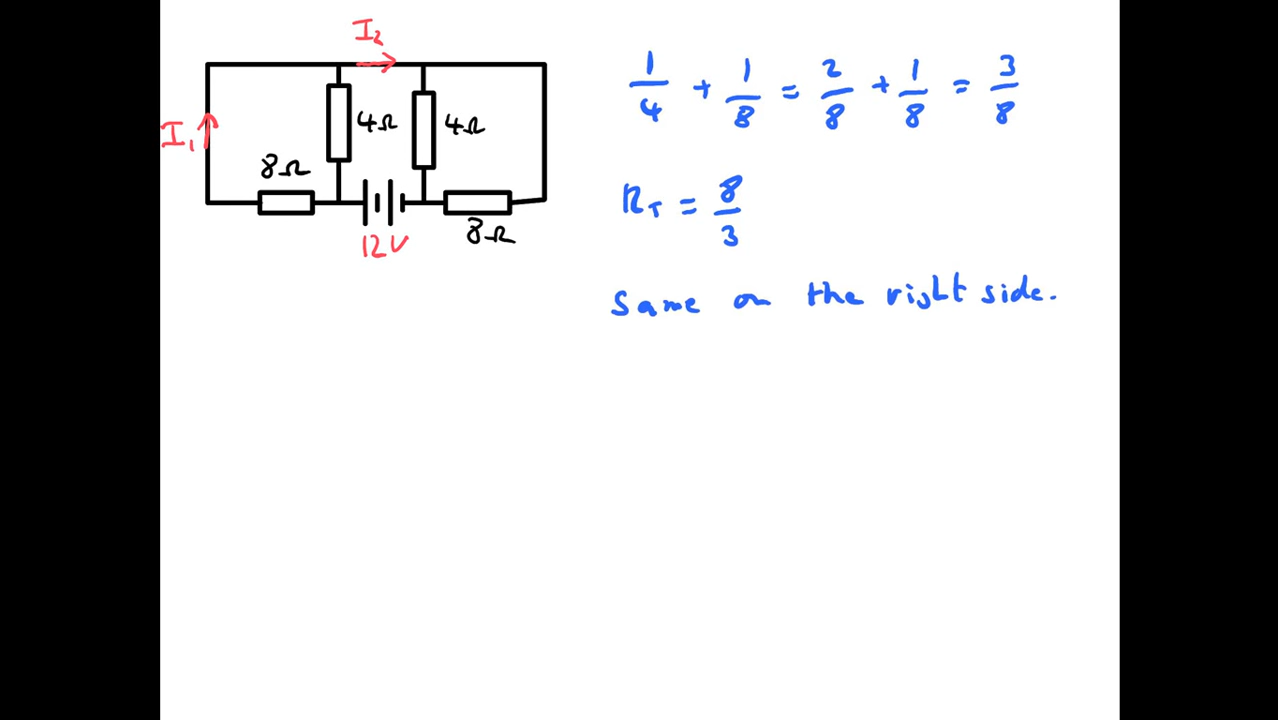 I₂
I₁
4Ω
4Ω
8Ω
8Ω
12V
1/4 + 1/8 = 2/8 + 1/8 = 3/8
R_T = 8/3
Same on the right side.